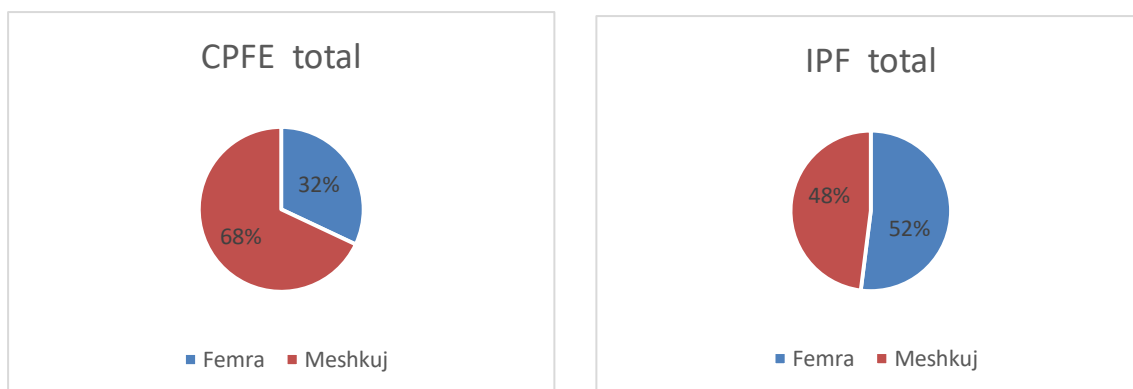 CPFE total
32%
68%
Femra Meshkuj
IPF total
48%
52%
Femra Meshkuj